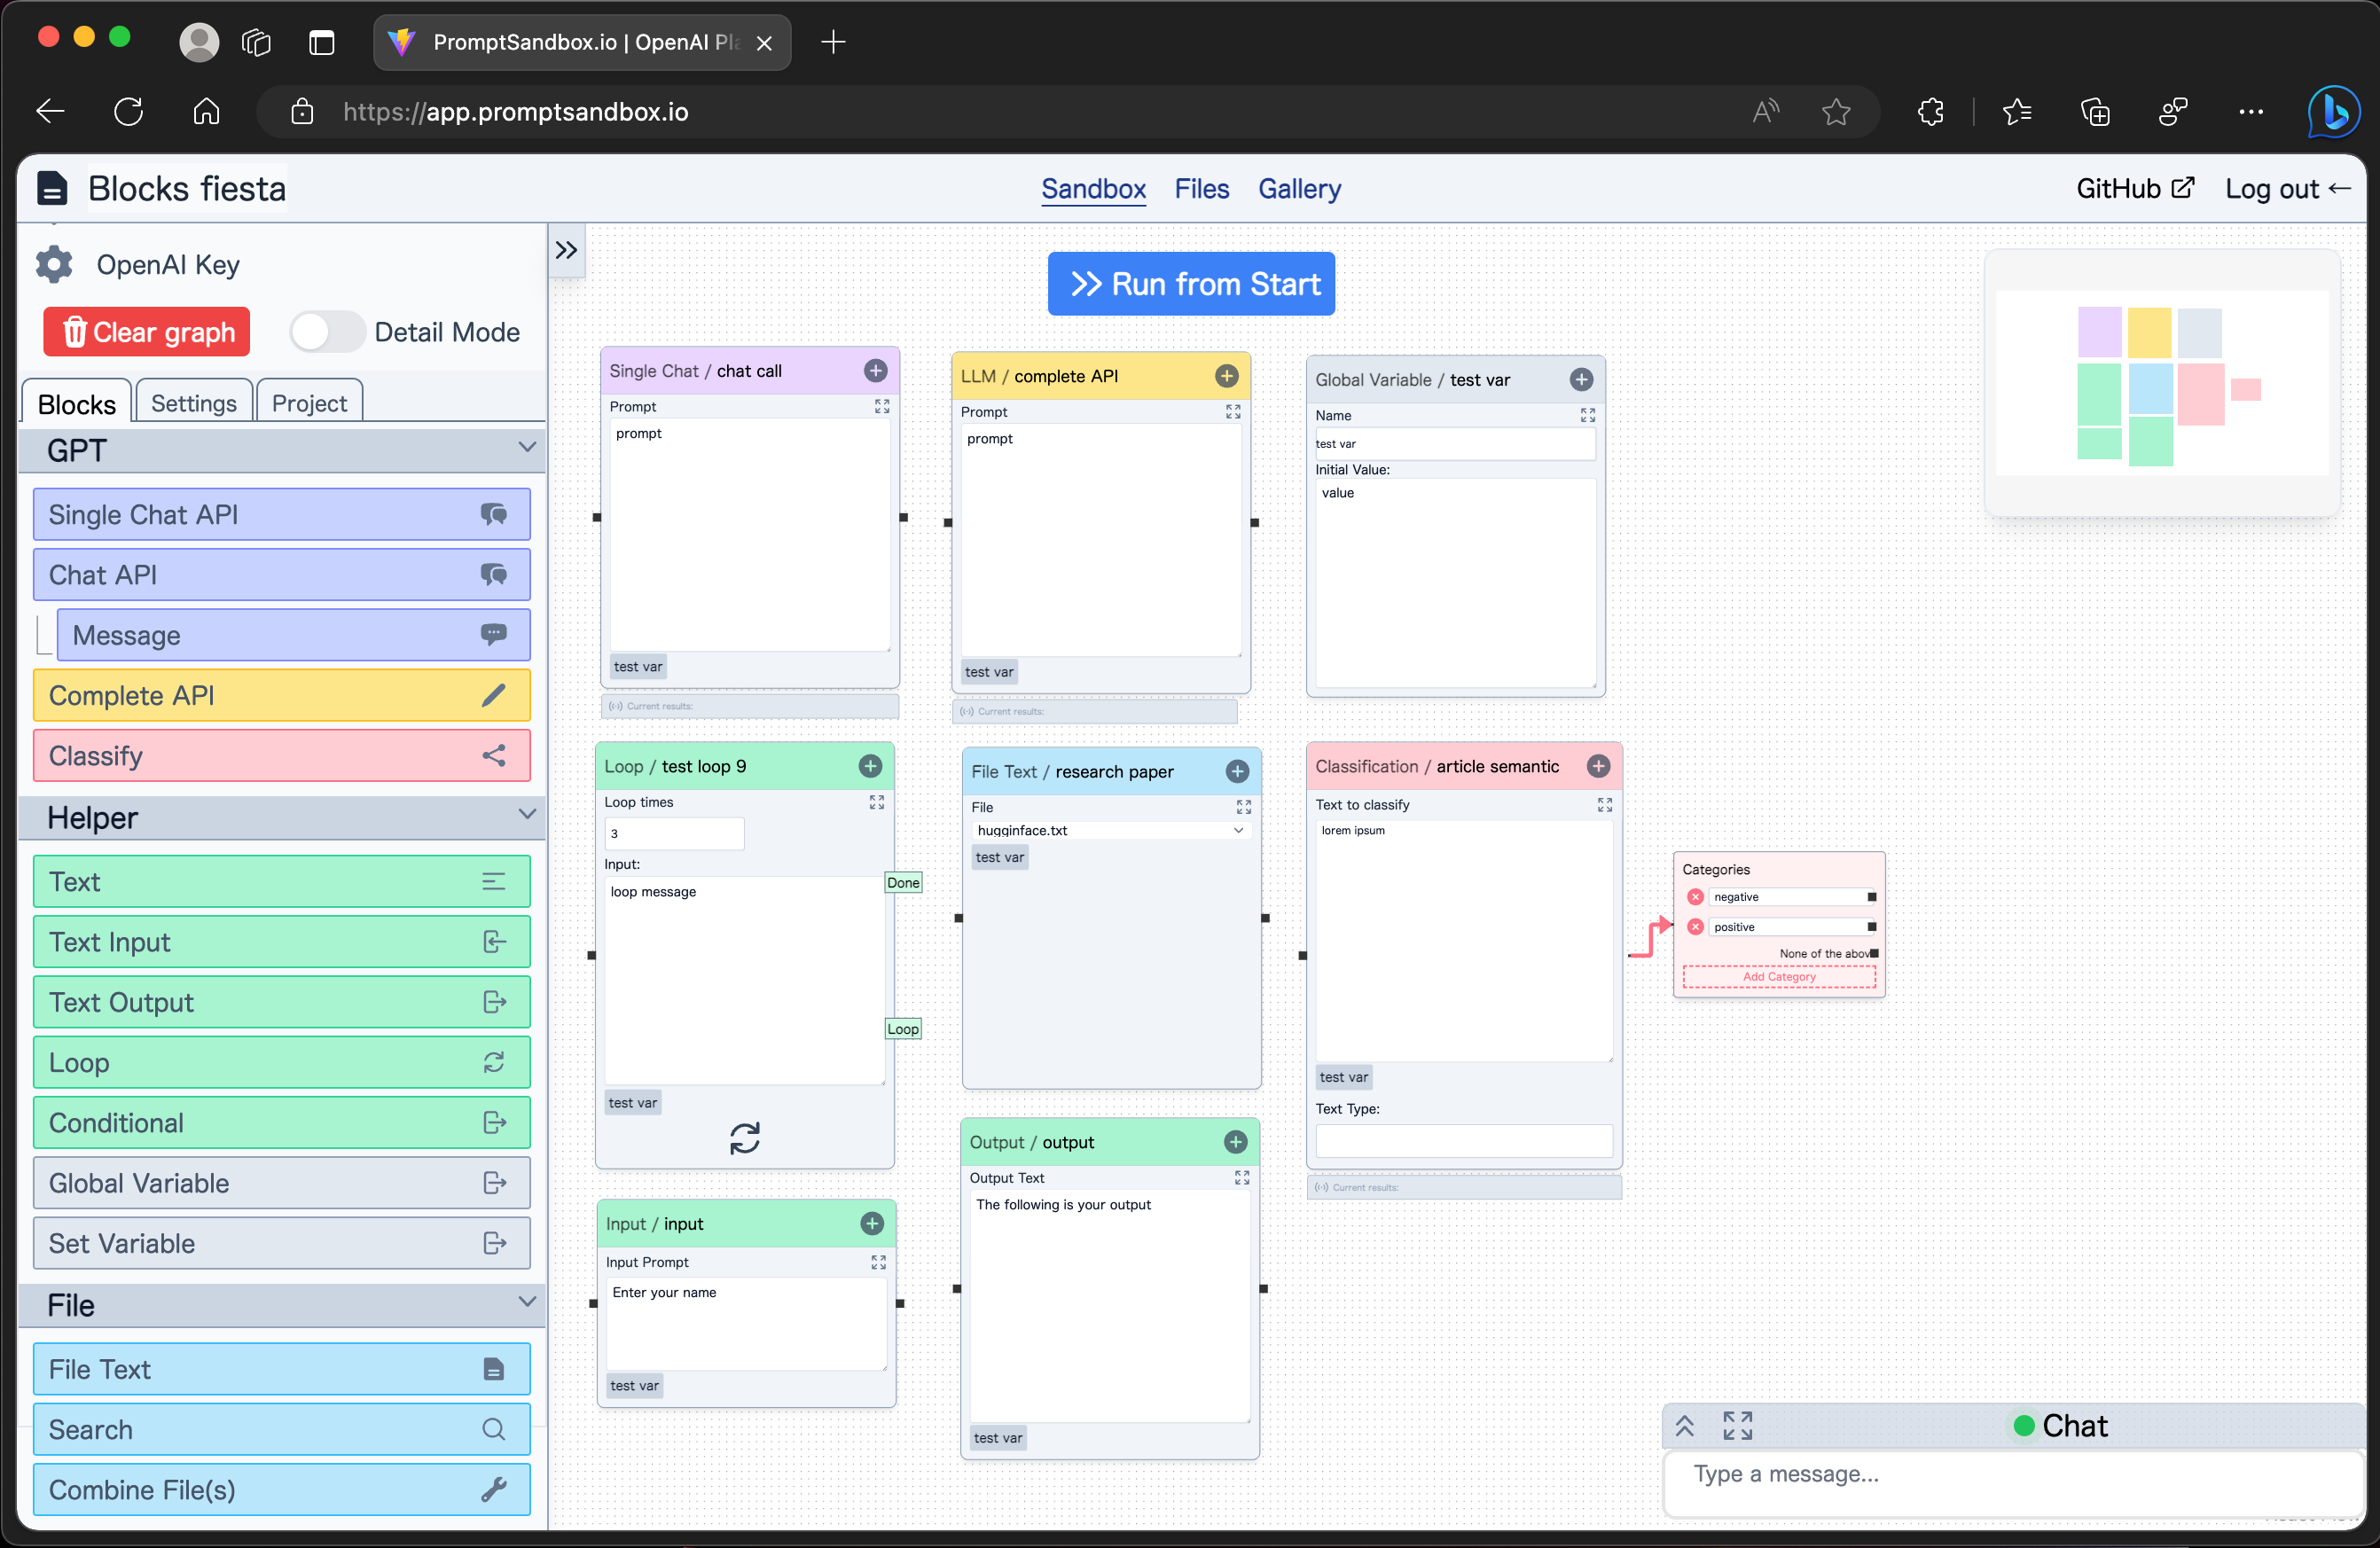 PromptSandbox.io | OpenAI Pla
https://app.promptsandbox.io
Blocks fiesta
Sandbox Files Gallery
GitHub
Log out
OpenAI Key
Clear graph
Detail Mode
Blocks Settings Project
GPT
Single Chat API
Chat API
Message
Complete API
Classify
Helper
Text
Text Input
Text Output
Loop
Conditional
Global Variable
Set Variable
File
File Text
Search
Combine File(s)
Run from Start
Single Chat / chat call
Prompt
prompt
test var
Current results:
LLM / complete API
Prompt
prompt
test var
Current results:
Global Variable / test var
Name
test var
Initial Value:
value
Loop / test loop 9
Loop times
3
Input:
loop message
Done
Loop
test var
File Text / research paper
File
hugginface.txt
test var
Classification / article semantic
Text to classify
lorem ipsum
test var
Text Type:
Current results:
Categories
negative
positive
None of the above
Add Category
Input / input
Input Prompt
Enter your name
test var
Output / output
Output Text
The following is your output
test var
Chat
Type a message...